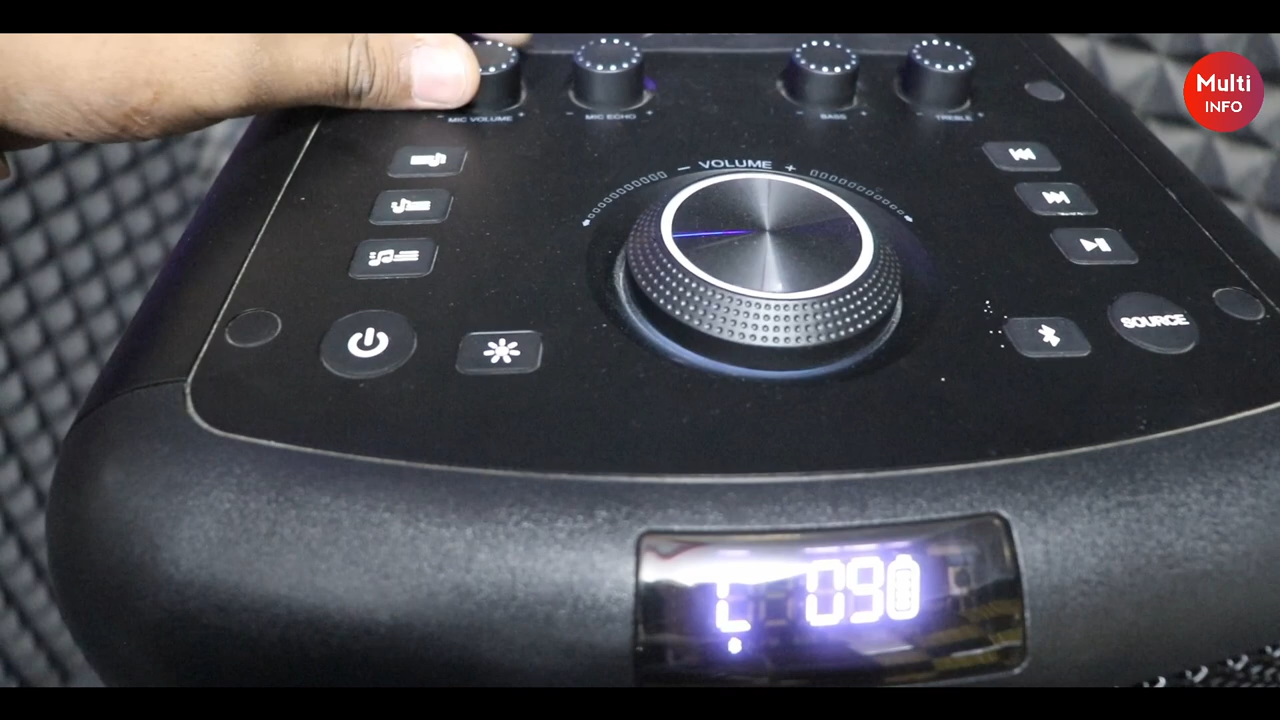 Multi
INFO
- MIC VOLUME +
- MIC ECHO +
- BASS +
- TREBLE +
- VOLUME +
SOURCE
L 090